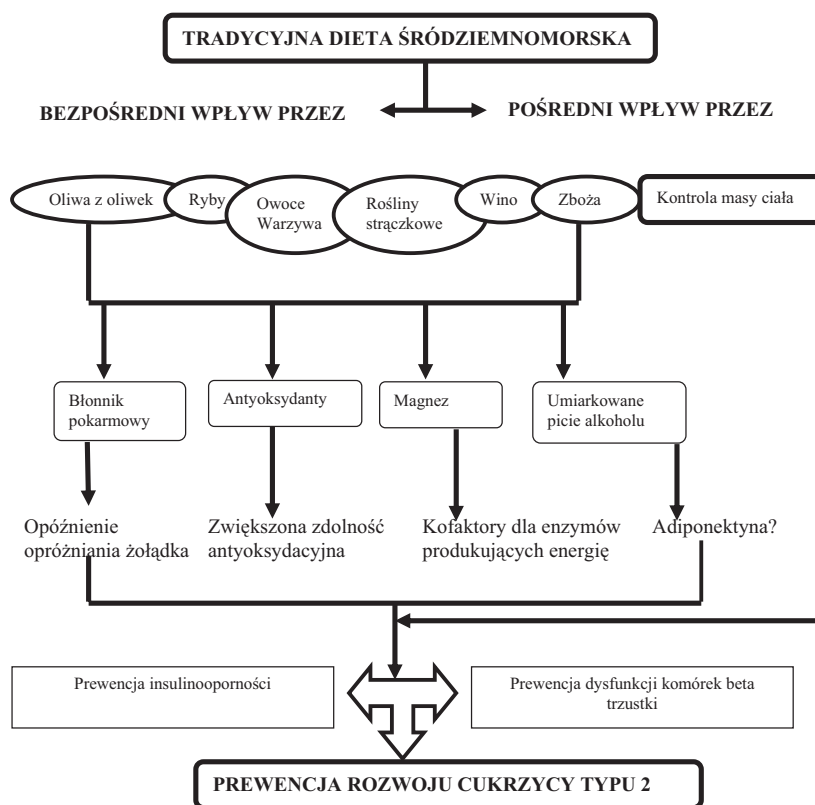 TRADYCYJNA DIETA ŚRÓDZIEMNOMORSKA
BEZPOŚREDNI WPŁYW PRZEZ
POŚREDNI WPŁYW PRZEZ
Oliwa z oliwek
Ryby
Owoce
Warzywa
Rośliny
strączkowe
Wino
Zboża
Kontrola masy ciała
Błonnik
pokarmowy
Antyoksydanty
Magnez
Umiarkowane
picie alkoholu
Opóźnienie
opróżniania żołądka
Zwiększona zdolność
antyoksydacyjna
Kofaktory dla enzymów
produkujących energię
Adiponektyna?
Prewencja insulinooporności
Prewencja dysfunkcji komórek beta
trzustki
PREWENCJA ROZWOJU CUKRZYCY TYPU 2